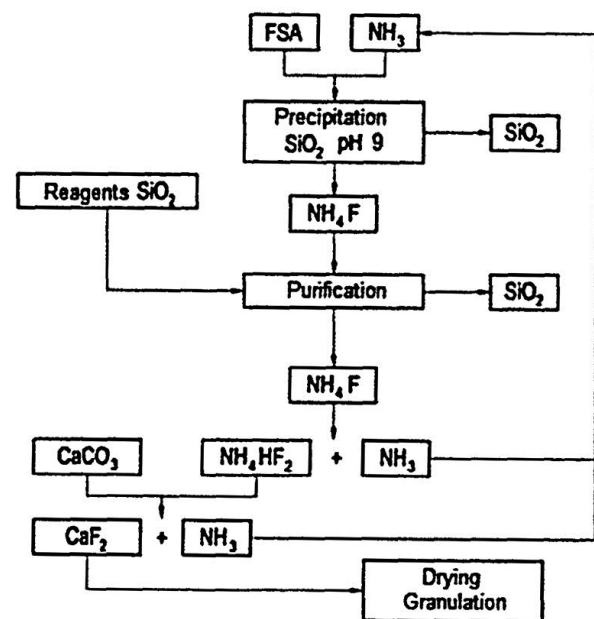 FSA NH₃
Precipitation
SiO₂ pH 9
SiO₂
Reagents SiO₂
NH₄F
Purification
SiO₂
NH₄F
CaCO₃ NH₄HF₂ + NH₃
CaF₂ + NH₃
Drying
Granulation